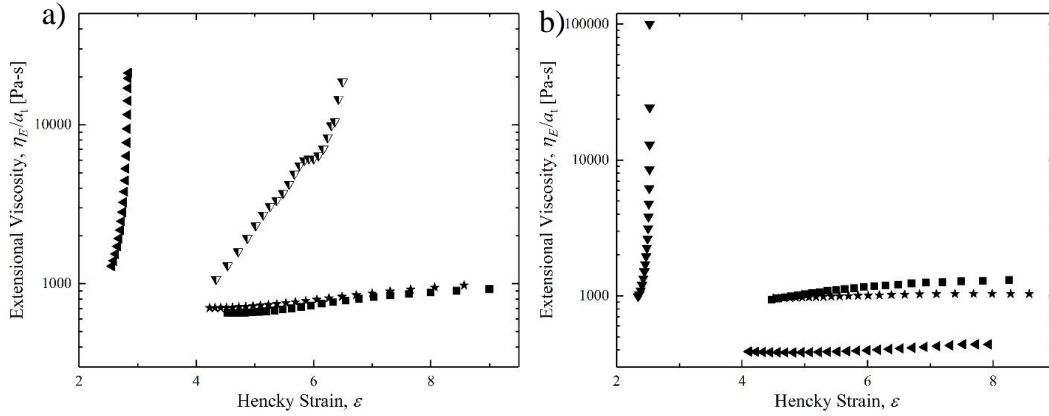 a)
Extensional Viscosity, η_E/a_t [Pa-s]
10000
1000
2 4 6 8
Hencky Strain, ε
b)
Extensional Viscosity, η_E/a_t [Pa-s]
100000
10000
1000
2 4 6 8
Hencky Strain, ε